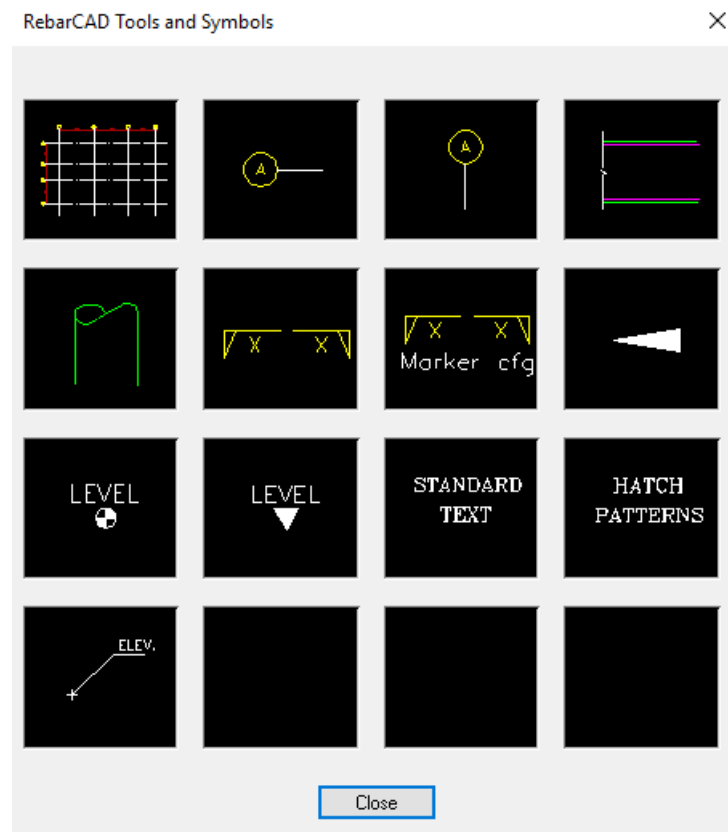 RebarCAD Tools and Symbols
A
A
X X
X X
Marker cfg
LEVEL
LEVEL
STANDARD
TEXT
HATCH
PATTERNS
ELEV.
Close